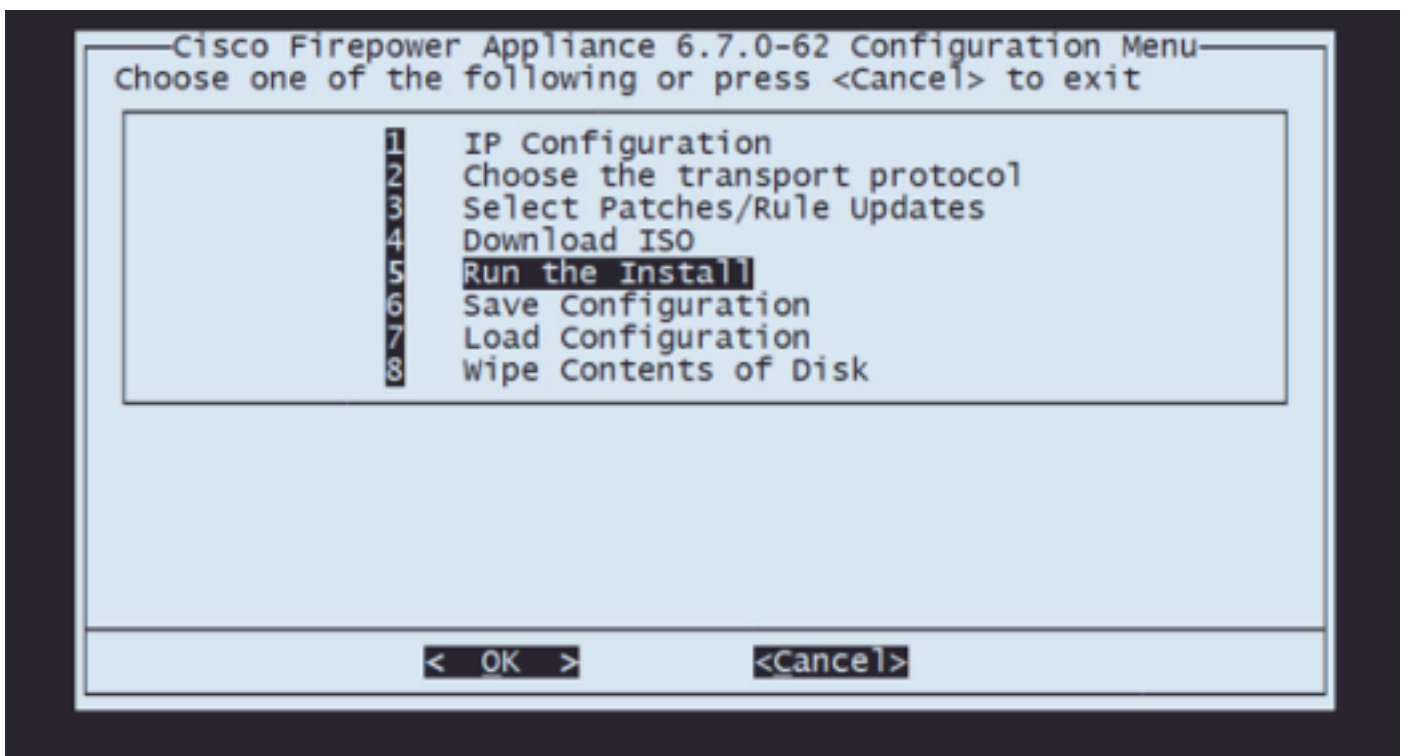 Cisco Firepower Appliance 6.7.0-62 Configuration Menu
Choose one of the following or press <Cancel> to exit
1 IP Configuration
2 Choose the transport protocol
3 Select Patches/Rule Updates
4 Download ISO
5 Run the Install
6 Save Configuration
7 Load Configuration
8 Wipe Contents of Disk
< OK > <Cancel>